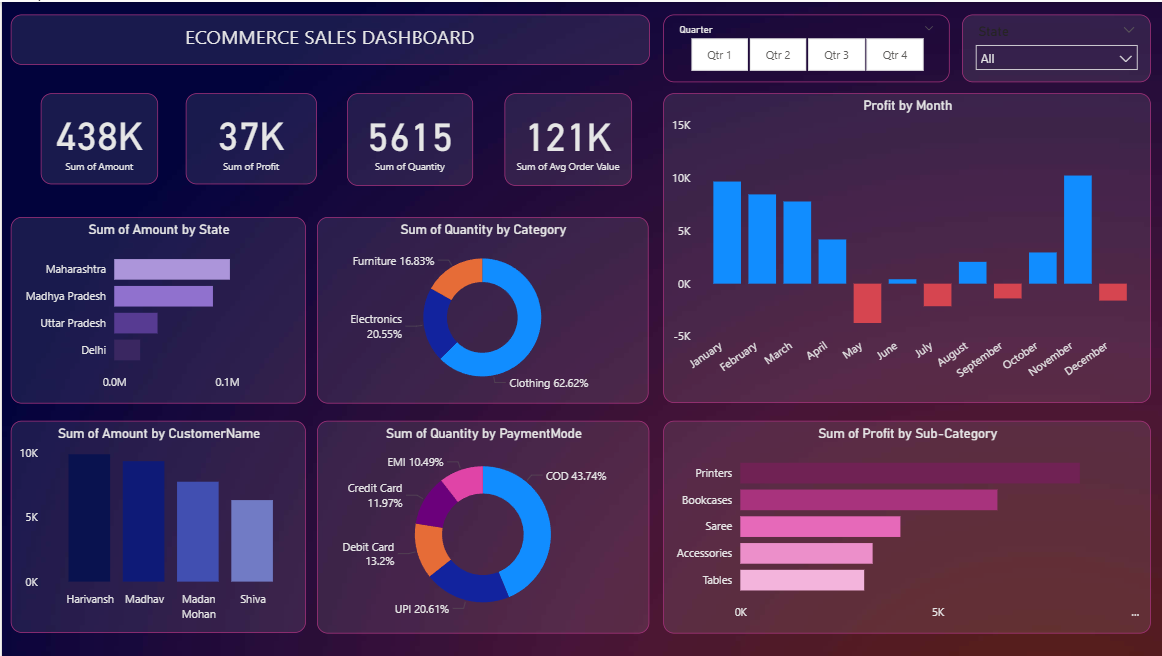 ECOMMERCE SALES DASHBOARD
Quarter
Qtr 1
Qtr 2
Qtr 3
Qtr 4
State
All
438K
Sum of Amount
37K
Sum of Profit
5615
Sum of Quantity
121K
Sum of Avg Order Value
Profit by Month
15K
10K
5K
0K
-5K
January
February
March
April
May
June
July
August
September
October
November
December
Sum of Amount by State
Maharashtra
Madhya Pradesh
Uttar Pradesh
Delhi
0.0M
0.1M
Sum of Quantity by Category
Furniture 16.83%
Electronics
20.55%
Clothing 62.62%
Sum of Amount by CustomerName
10K
5K
0K
Harivansh
Madhav
Madan
Mohan
Shiva
Sum of Quantity by PaymentMode
EMI 10.49%
COD 43.74%
Credit Card
11.97%
Debit Card
13.2%
UPI 20.61%
Sum of Profit by Sub-Category
Printers
Bookcases
Saree
Accessories
Tables
0K
5K
...